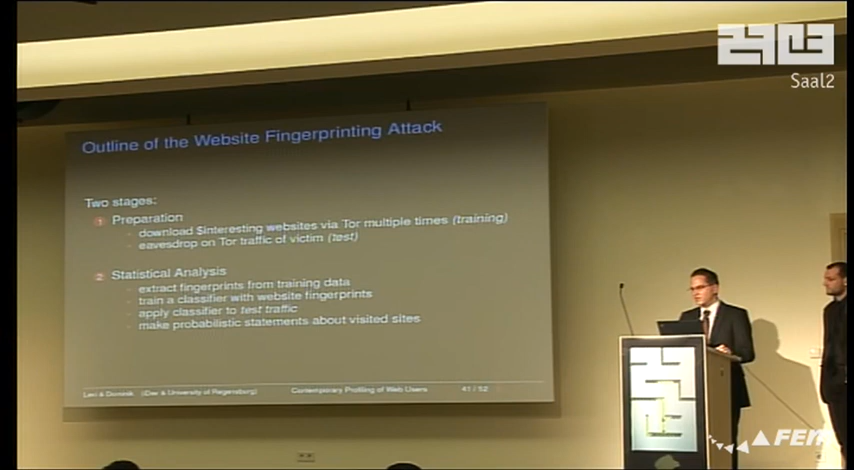 27C3
Saal2
Outline of the Website Fingerprinting Attack
Two stages:
1 Preparation
- download $interesting websites via Tor multiple times (training)
- eavesdrop on Tor traffic of victim (test)
2 Statistical Analysis
- extract fingerprints from training data
- train a classifier with website fingerprints
- apply classifier to test traffic
- make probabilistic statements about visited sites
Lexi & Dominik (Dex & University of Regensburg) Contemporary Profiling of Web Users 41 / 52
FEM